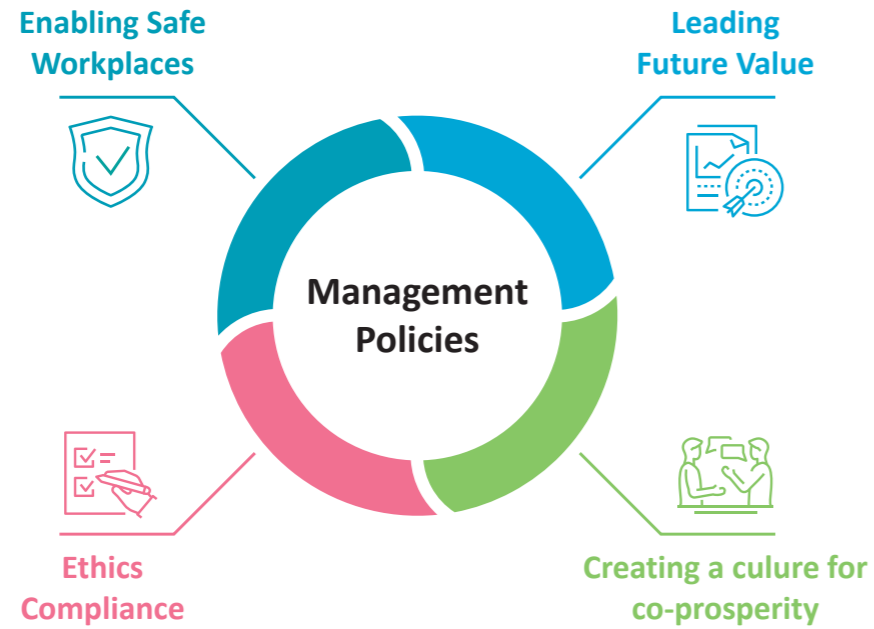 Enabling Safe
Workplaces
Leading
Future Value
Management
Policies
Ethics
Compliance
Creating a culure for
co-prosperity